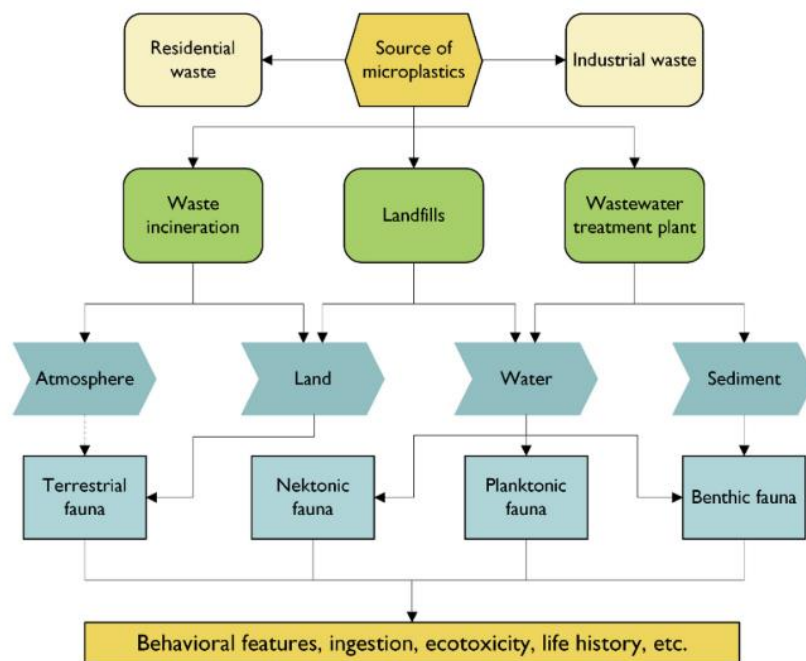 Residential
waste
Source of
microplastics
Industrial waste
Waste
incineration
Landfills
Wastewater
treatment plant
Atmosphere
Land
Water
Sediment
Terrestrial
fauna
Nektonic
fauna
Planktonic
fauna
Benthic fauna
Behavioral features, ingestion, ecotoxicity, life history, etc.